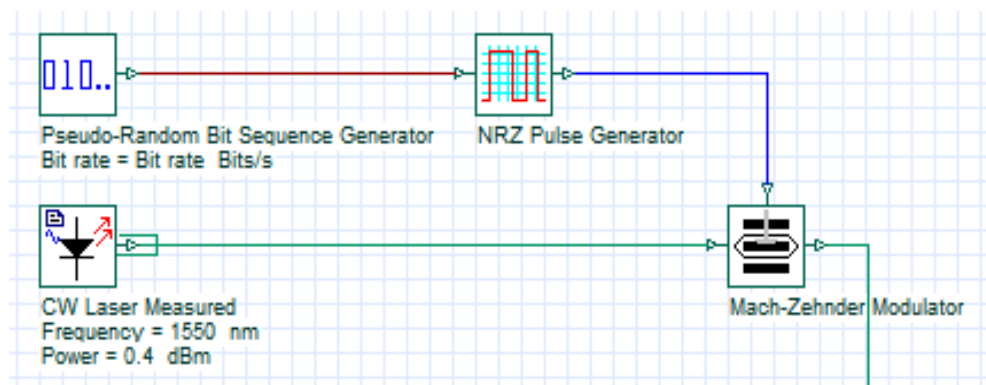 010..
Pseudo-Random Bit Sequence Generator
Bit rate = Bit rate Bits/s
NRZ Pulse Generator
CW Laser Measured
Frequency = 1550 nm
Power = 0.4 dBm
Mach-Zehnder Modulator